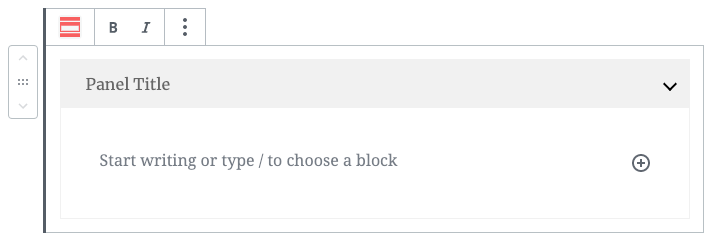 B I
Panel Title
Start writing or type / to choose a block